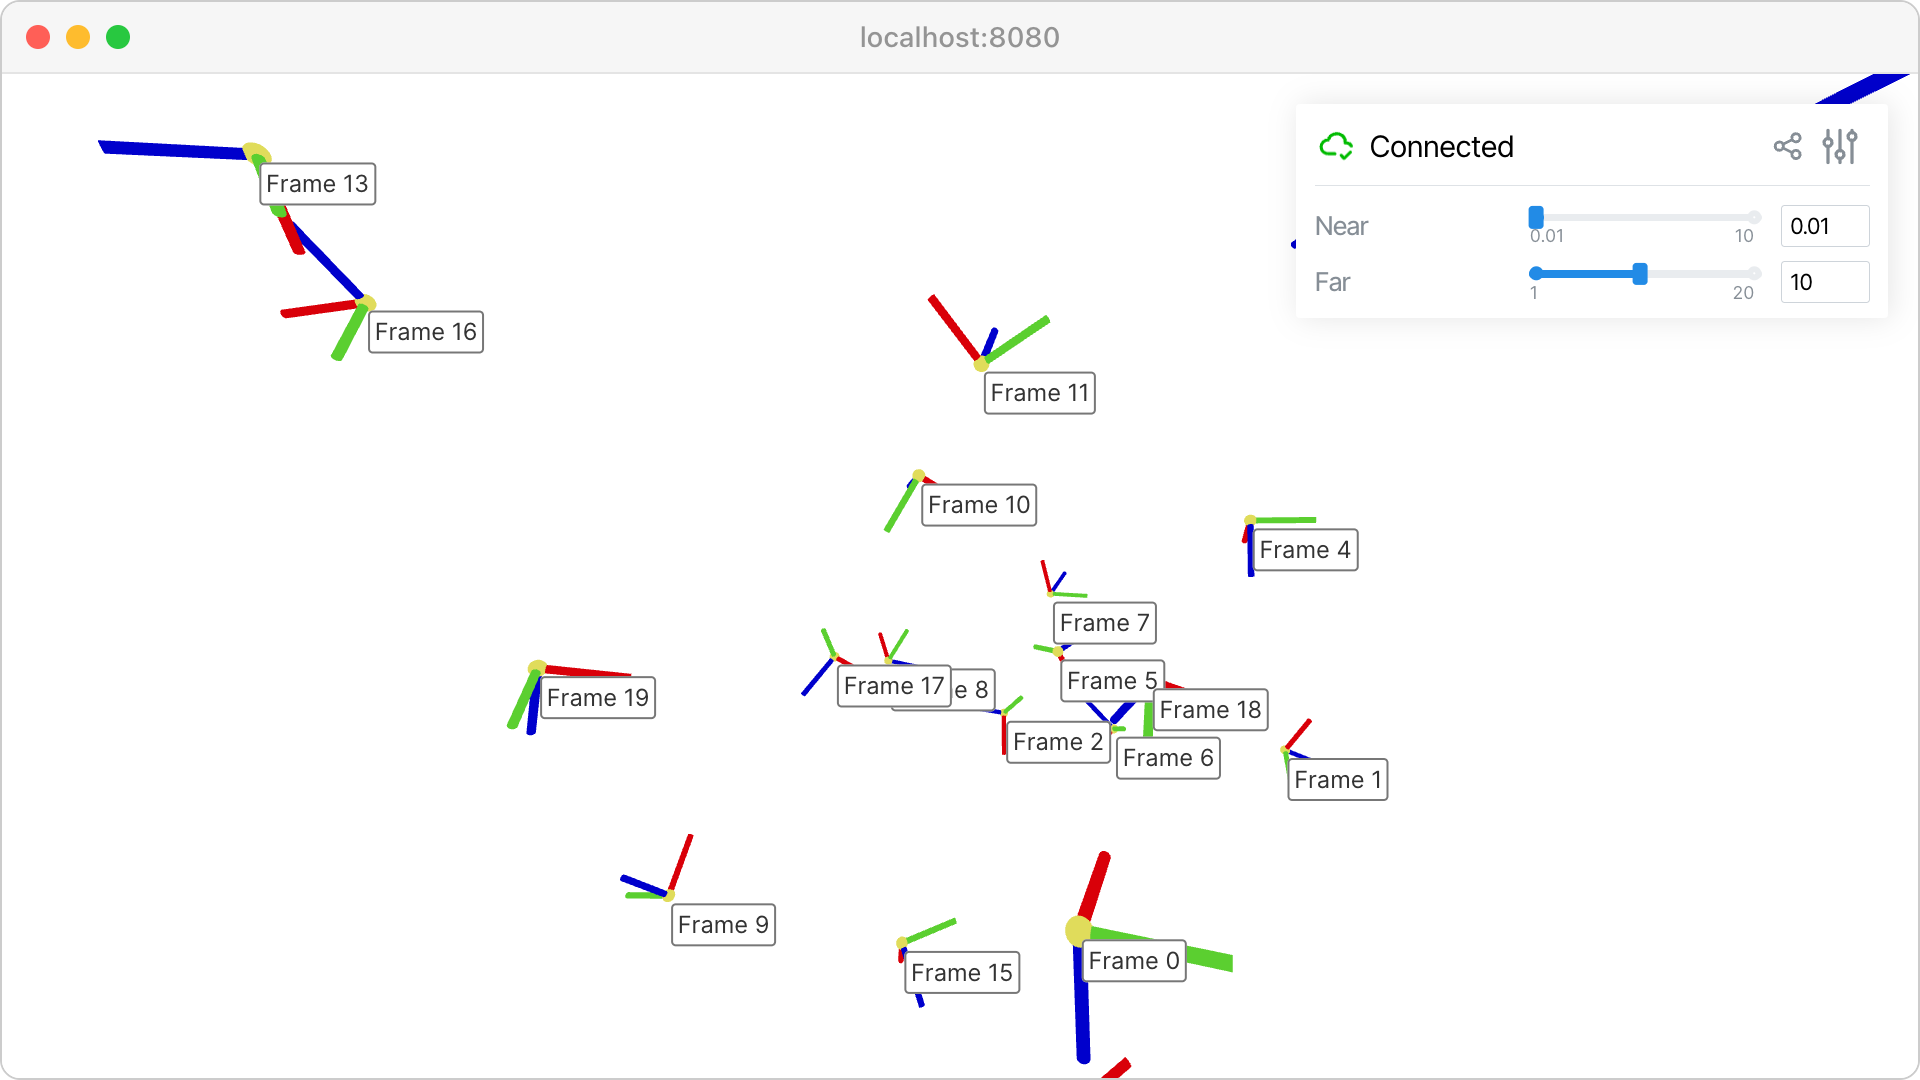 localhost:8080
Connected
Near
0.01
10
0.01
Far
1
20
10
Frame 13
Frame 16
Frame 11
Frame 10
Frame 4
Frame 7
Frame 5
Frame 17
e 8
Frame 19
Frame 18
Frame 2
Frame 6
Frame 1
Frame 9
Frame 15
Frame 0